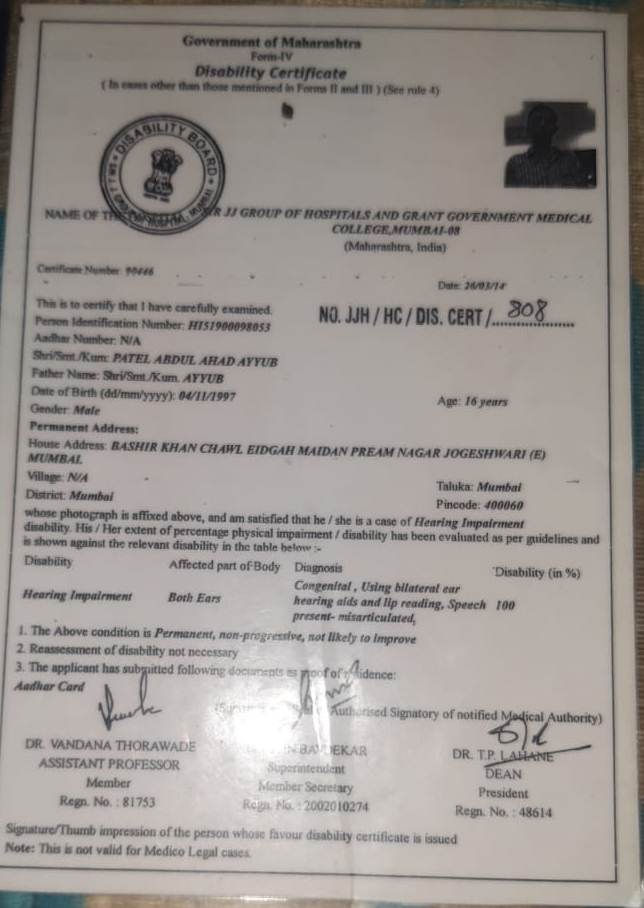 Government of Maharashtra
Form-IV
Disability Certificate
( In cases other than those mentioned in Forms II and III ) (See rule 4)
DISABILITY BOARD
MUMBAI
NAME OF JJ GROUP OF HOSPITALS AND GRANT GOVERNMENT MEDICAL
COLLEGE,MUMBAI-08
(Maharashtra, India)
Certificate Number: 90446
Date: 26/03/14
This is to certify that I have carefully examined.
NO. JJH / HC / DIS. CERT / 808
Person Identification Number: HI51900098053
Aadhar Number: N/A
Shri/Smt./Kum: PATEL ABDUL AHAD AYYUB
Father Name: Shri/Smt./Kum. AYYUB
Date of Birth (dd/mm/yyyy): 04/11/1997
Age: 16 years
Gender: Male
Permanent Address:
House Address: BASHIR KHAN CHAWL EIDGAH MAIDAN PREAM NAGAR JOGESHWARI (E)
MUMBAI.
Village: N/A
Taluka: Mumbai
District: Mumbai
Pincode: 400060
whose photograph is affixed above, and am satisfied that he / she is a case of Hearing Impairment
disability. His / Her extent of percentage physical impairment / disability has been evaluated as per guidelines and
is shown against the relevant disability in the table below :-
Disability Affected part of Body Diagnosis Disability (in %)
Hearing Impairment Both Ears Congenital , Using bilateral ear
hearing aids and lip reading, Speech 100
present- misarticulated,
1. The Above condition is Permanent, non-progressive, not likely to improve
2. Reassessment of disability not necessary
3. The applicant has submitted following documents as proof of
Aadhar Card
Authorised Signatory of notified Medical Authority)
DR. VANDANA THORAWADE
ASSISTANT PROFESSOR
Member
Regn. No. : 81753
Superintendent
Member Secretary
Regn. No. : 2002010274
DR. T.P. LAHANE
DEAN
President
Regn. No. : 48614
Signature/Thumb impression of the person whose favour disability certificate is issued
Note: This is not valid for Medico Legal cases.